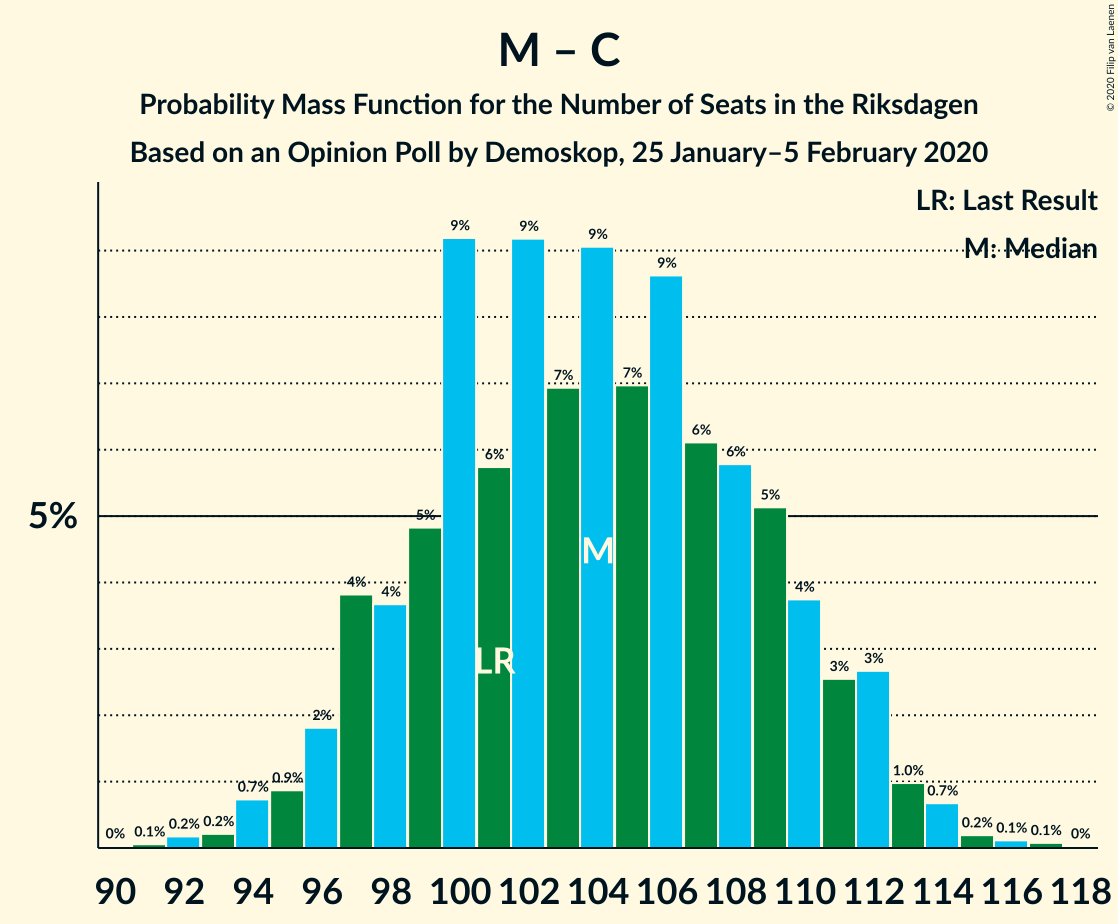 M – C
Probability Mass Function for the Number of Seats in the Riksdagen
Based on an Opinion Poll by Demoskop, 25 January–5 February 2020
© 2020 Filip van Laenen
LR: Last Result
M: Median
5%
0% 0.1% 0.2% 0.2% 0.7% 0.9% 2% 4% 4% 5% 9% 6% 9% 7% 9% 7% 9% 6% 6% 5% 4% 3% 3% 1.0% 0.7% 0.2% 0.1% 0.1% 0%
M
LR
90 92 94 96 98 100 102 104 106 108 110 112 114 116 118